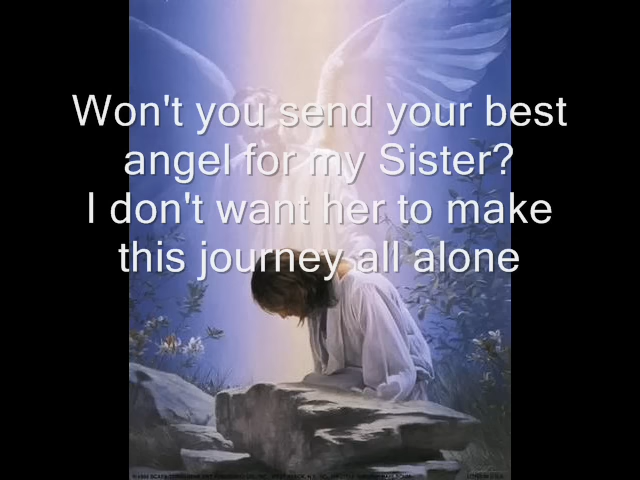 Won't you send your best
angel for my Sister?
I don't want her to make
this journey all alone